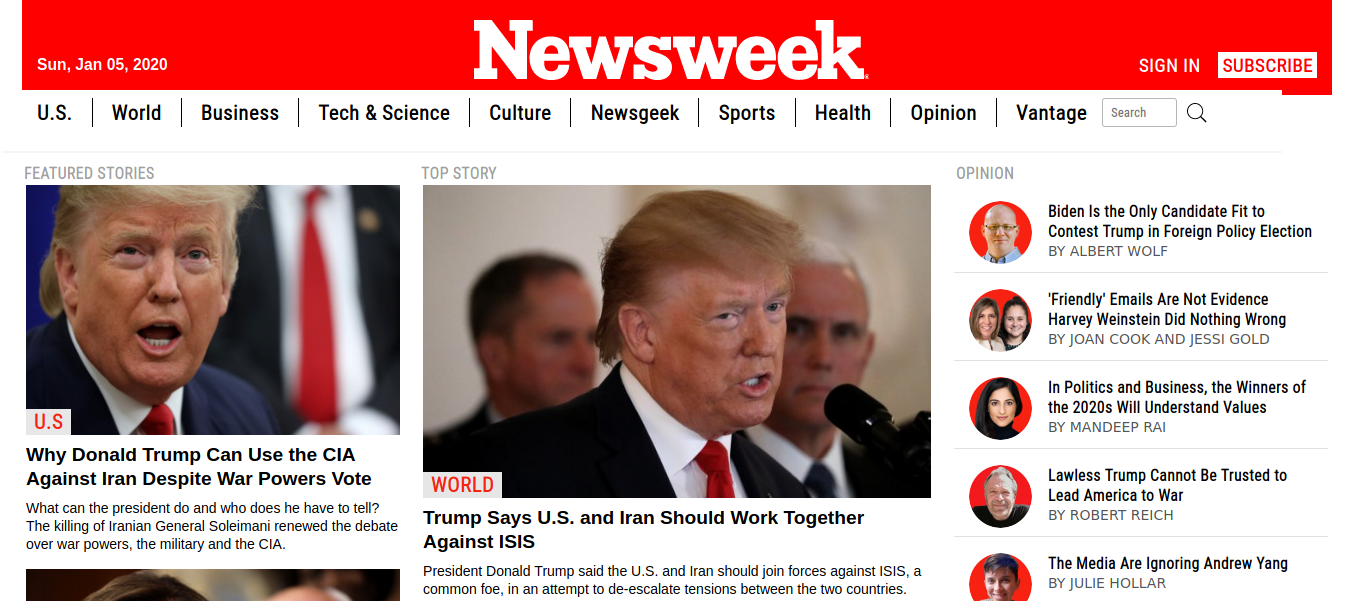 Newsweek
Sun, Jan 05, 2020
SIGN IN SUBSCRIBE
U.S. World Business Tech & Science Culture Newsgeek Sports Health Opinion Vantage Search
FEATURED STORIES
U.S
Why Donald Trump Can Use the CIA
Against Iran Despite War Powers Vote
What can the president do and who does he have to tell?
The killing of Iranian General Soleimani renewed the debate
over war powers, the military and the CIA.
TOP STORY
WORLD
Trump Says U.S. and Iran Should Work Together
Against ISIS
President Donald Trump said the U.S. and Iran should join forces against ISIS, a
common foe, in an attempt to de-escalate tensions between the two countries.
OPINION
Biden Is the Only Candidate Fit to
Contest Trump in Foreign Policy Election
BY ALBERT WOLF
'Friendly' Emails Are Not Evidence
Harvey Weinstein Did Nothing Wrong
BY JOAN COOK AND JESSI GOLD
In Politics and Business, the Winners of
the 2020s Will Understand Values
BY MANDEEP RAI
Lawless Trump Cannot Be Trusted to
Lead America to War
BY ROBERT REICH
The Media Are Ignoring Andrew Yang
BY JULIE HOLLAR